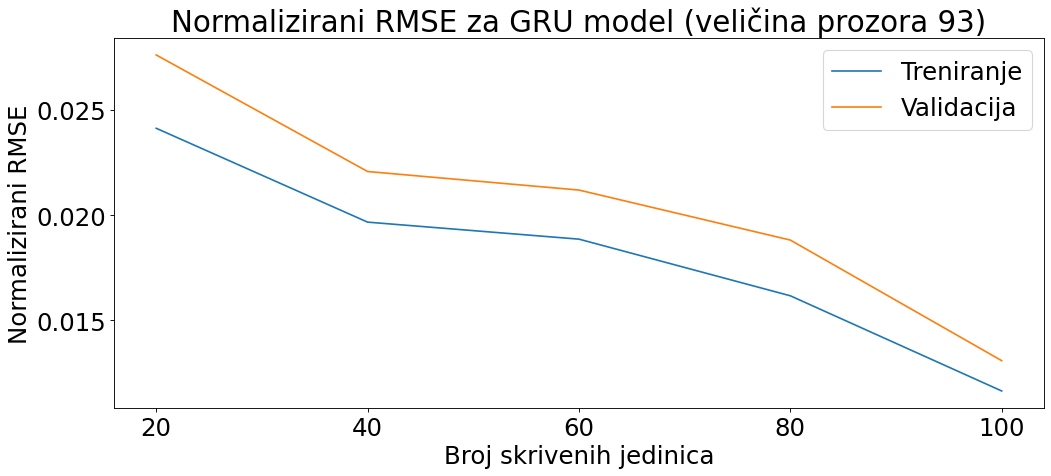 Normalizirani RMSE za GRU model (veličina prozora 93)
Treniranje
Validacija
Normalizirani RMSE
0.025
0.020
0.015
20 40 60 80 100
Broj skrivenih jedinica